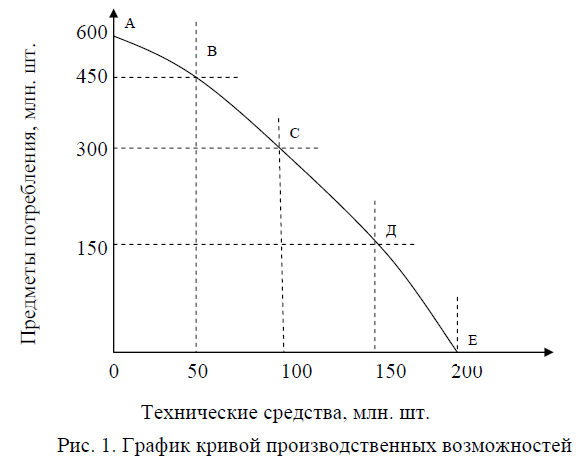 Предметы потребления, млн. шт.
600
450
300
150
А
В
С
Д
Е
0 50 100 150 200
Технические средства, млн. шт.
Рис. 1. График кривой производственных возможностей